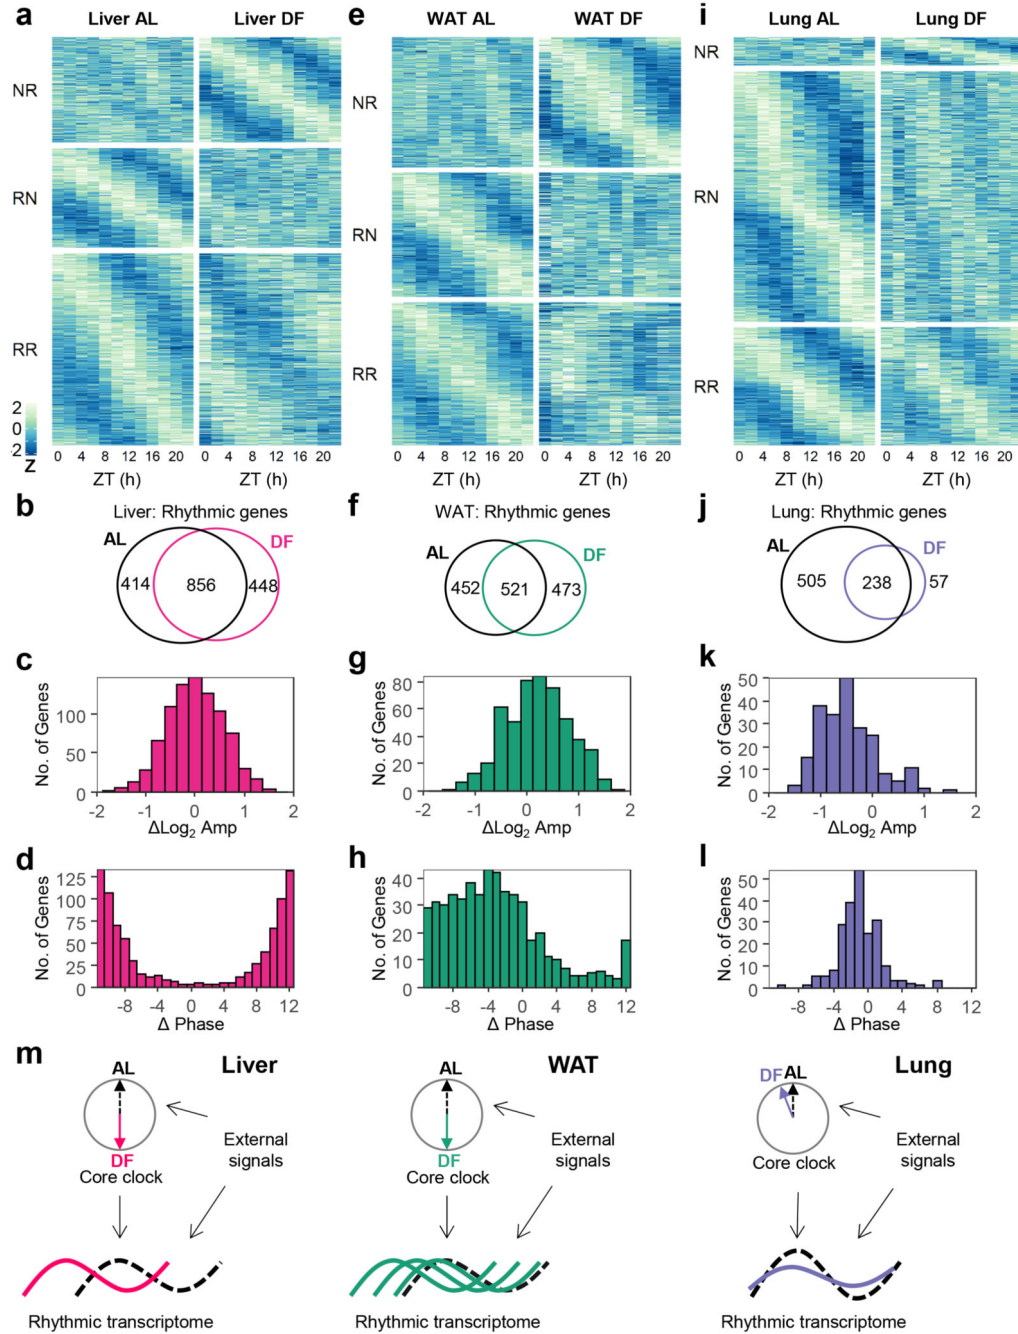 a Liver AL Liver DF
NR
RN
RR
2
0
-2
Z
0 4 8 12 16 20 0 4 8 12 16 20
ZT (h) ZT (h)
e WAT AL WAT DF
NR
RN
RR
0 4 8 12 16 20 0 4 8 12 16 20
ZT (h) ZT (h)
i Lung AL Lung DF
NR
RN
RR
0 4 8 12 16 20 0 4 8 12 16 20
ZT (h) ZT (h)
b Liver: Rhythmic genes
AL DF
414 856 448
f WAT: Rhythmic genes
AL DF
452 521 473
j Lung: Rhythmic genes
AL DF
505 238 57
c
No. of Genes
100
50
0
-2 -1 0 1 2
ΔLog2 Amp
g
No. of Genes
80
60
40
20
0
-2 -1 0 1 2
ΔLog2 Amp
k
No. of Genes
50
40
30
20
10
0
-2 -1 0 1 2
ΔLog2 Amp
d
No. of Genes
125
100
75
50
25
0
-8 -4 0 4 8 12
Δ Phase
h
No. of Genes
40
30
20
10
0
-8 -4 0 4 8 12
Δ Phase
l
No. of Genes
50
40
30
20
10
0
-8 -4 0 4 8 12
Δ Phase
m
AL Liver
DF
Core clock
External
signals
Rhythmic transcriptome
AL WAT
DF
Core clock
External
signals
Rhythmic transcriptome
DF AL Lung
Core clock
External
signals
Rhythmic transcriptome